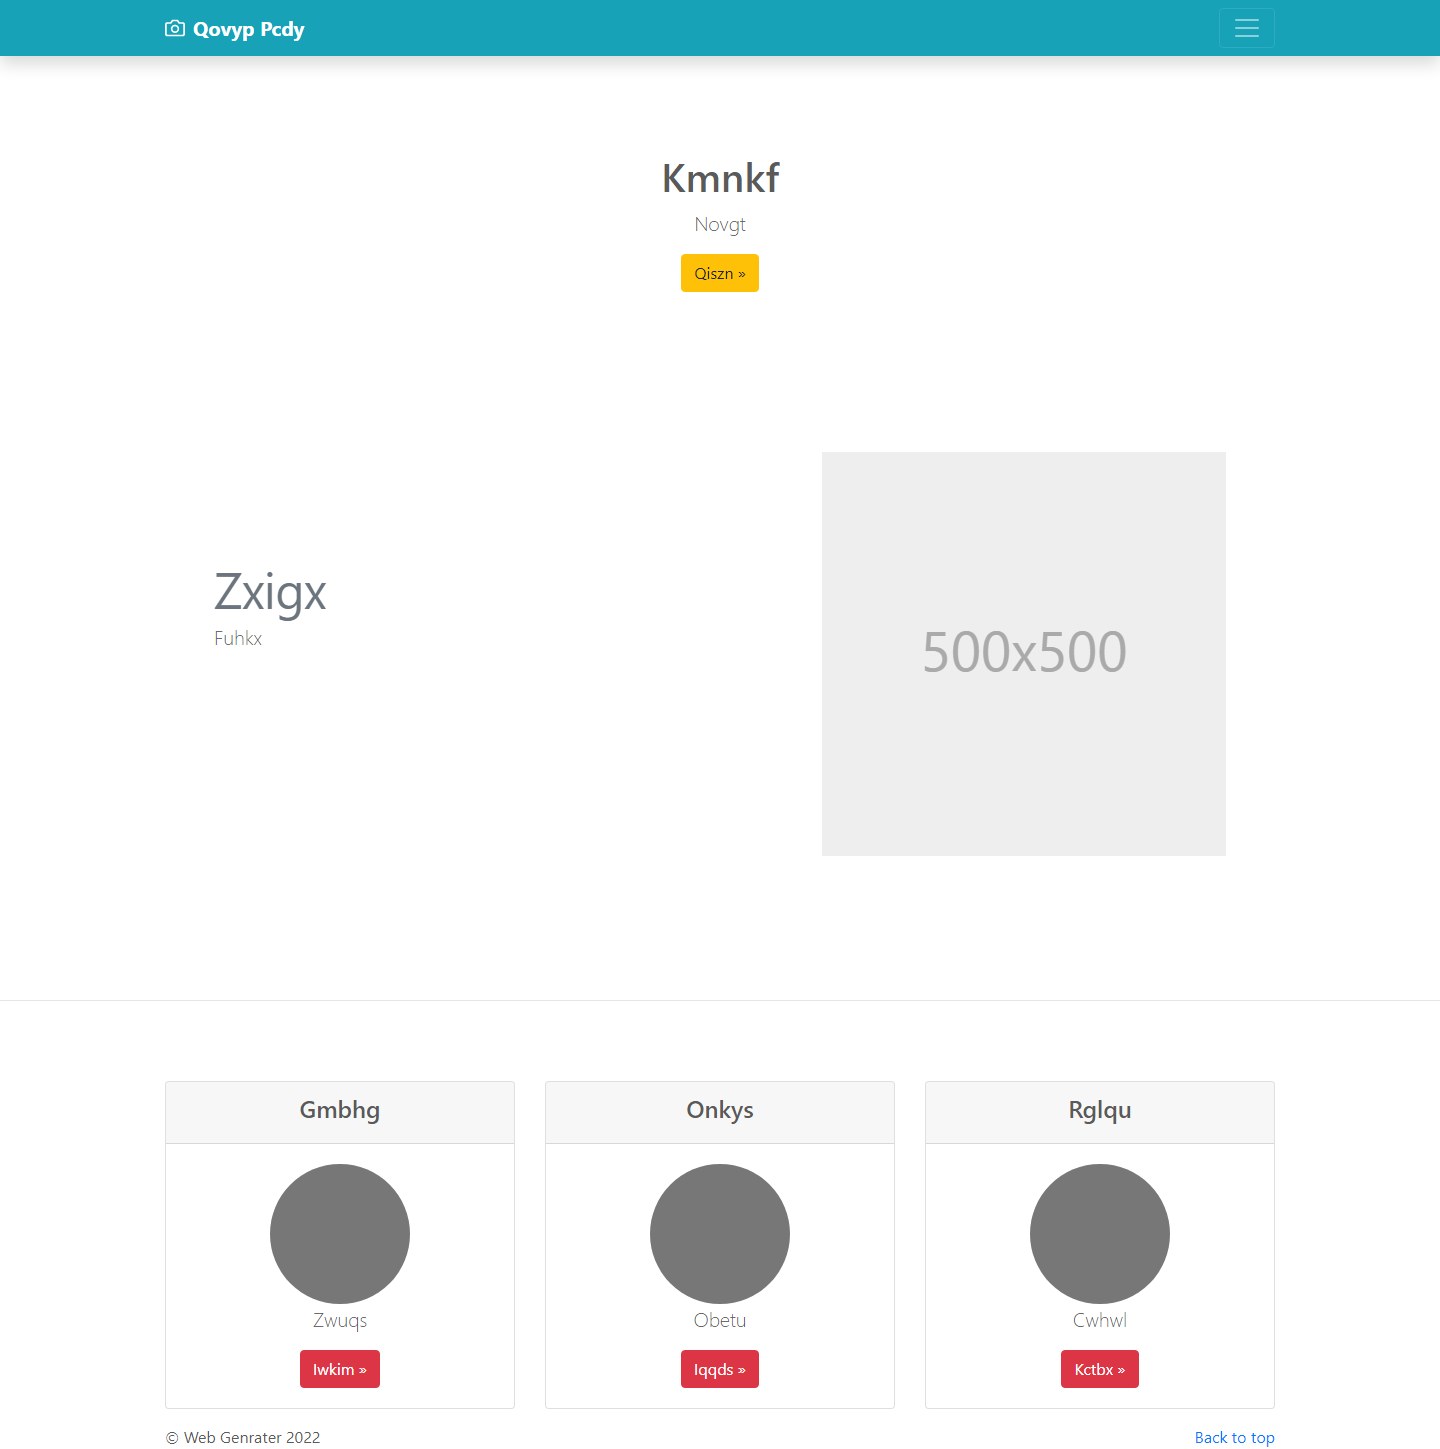 Qovyp Pcdy
Kmnkf
Novgt
Qiszn »
Zxigx
Fuhkx
500x500
Gmbhg
Zwuqs
Iwkim »
Onkys
Obetu
Iqqds »
Rglqu
Cwhwl
Kctbx »
© Web Genrater 2022
Back to top